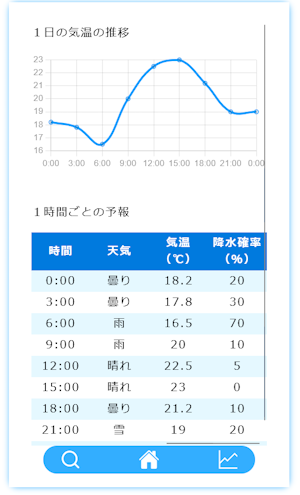 1日の気温の推移
23
22
21
20
19
18
17
16
0:00 3:00 6:00 9:00 12:00 15:00 18:00 21:00 0:00
1時間ごとの予報
時間 天気 気温(℃) 降水確率(%)
0:00 曇り 18.2 20
3:00 曇り 17.8 30
6:00 雨 16.5 70
9:00 雨 20 10
12:00 晴れ 22.5 5
15:00 晴れ 23 0
18:00 曇り 21.2 10
21:00 雪 19 20